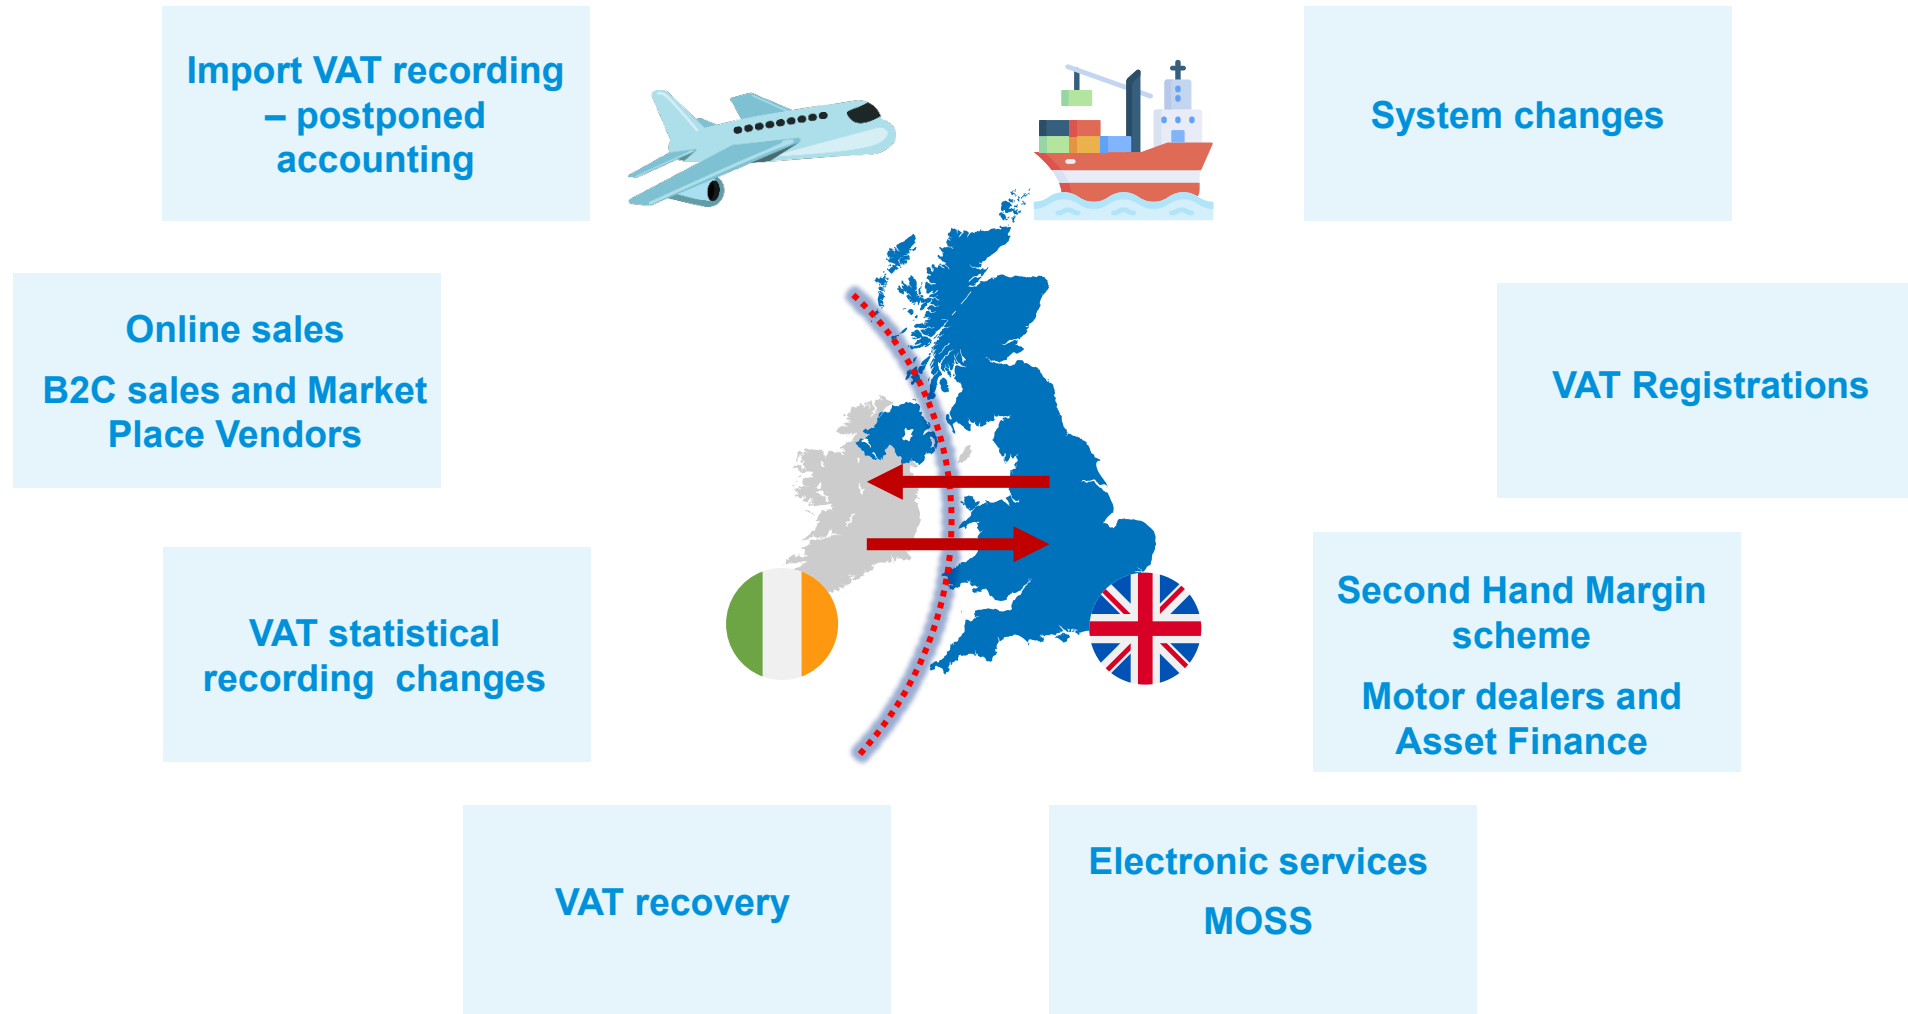 Import VAT recording
– postponed
accounting
System changes
Online sales
B2C sales and Market
Place Vendors
VAT Registrations
VAT statistical
recording  changes
Second Hand Margin
scheme
Motor dealers and
Asset Finance
VAT recovery
Electronic services
MOSS